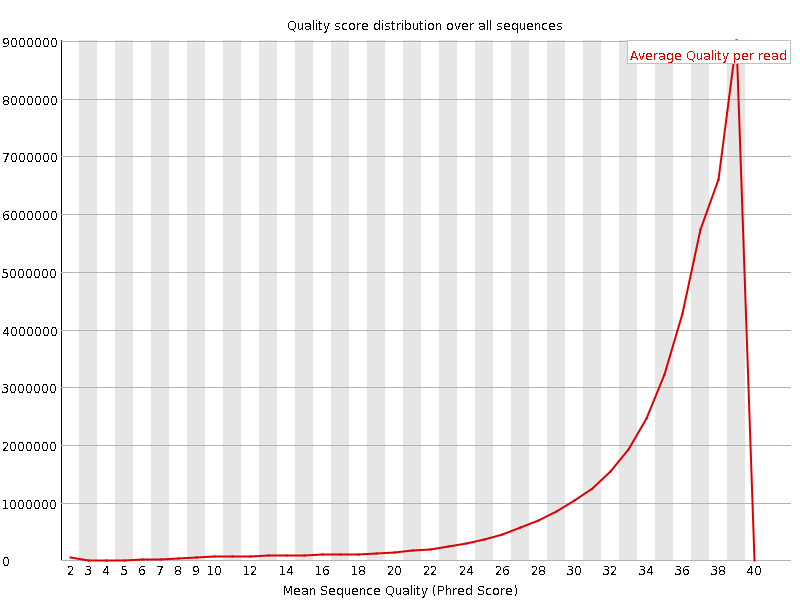 Quality score distribution over all sequences
Average Quality per read
9000000
8000000
7000000
6000000
5000000
4000000
3000000
2000000
1000000
0
2 3 4 5 6 7 8 9 10 12 14 16 18 20 22 24 26 28 30 32 34 36 38 40
Mean Sequence Quality (Phred Score)